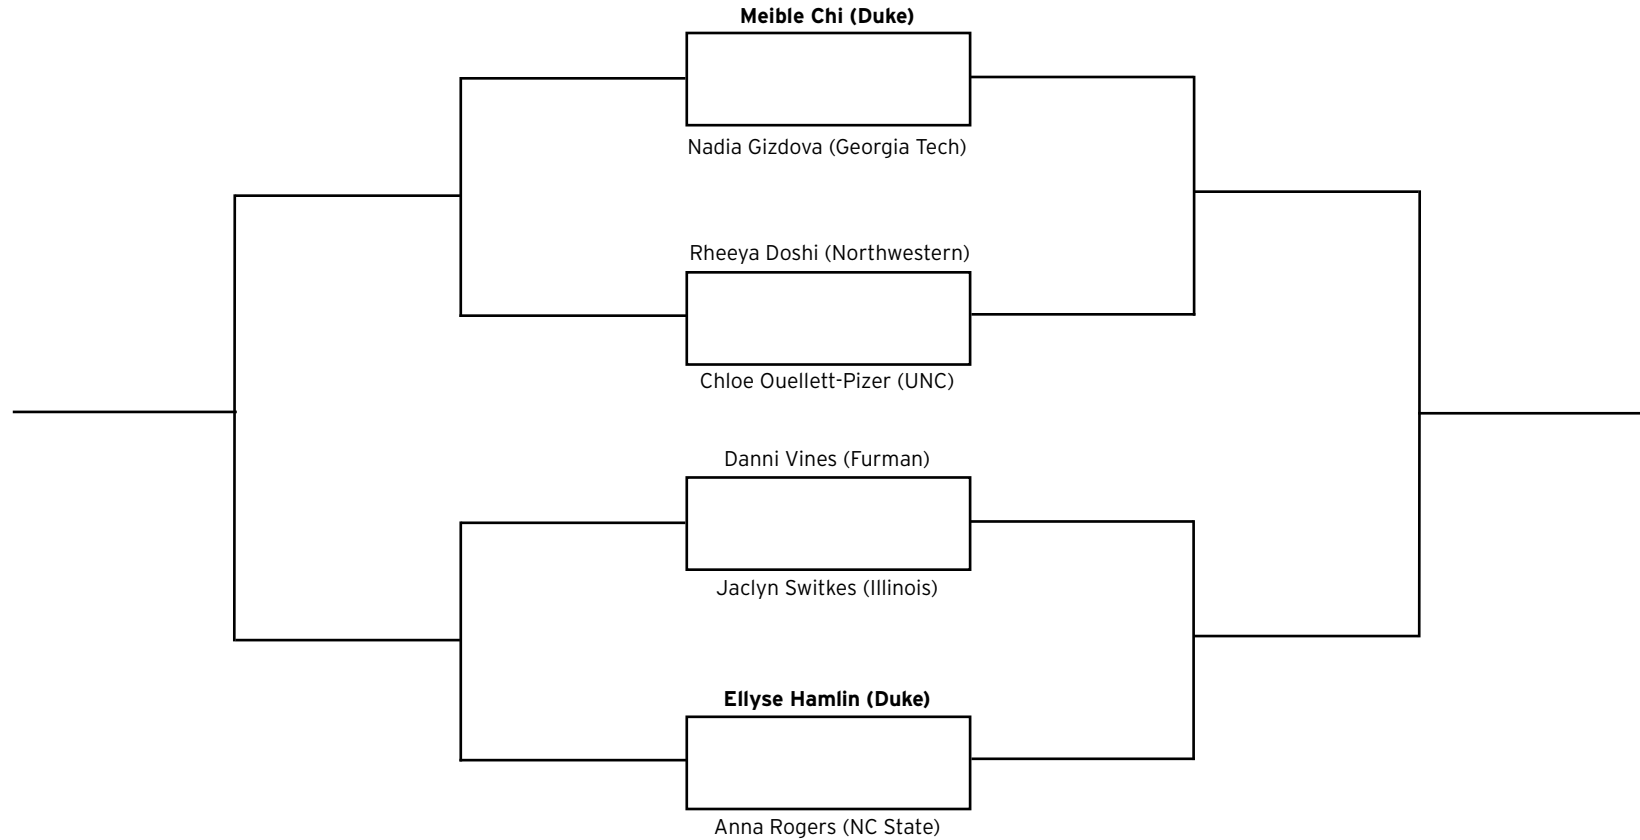 Meible Chi (Duke)
Nadia Gizdova (Georgia Tech)
Rheeya Doshi (Northwestern)
Chloe Ouellett-Pizer (UNC)
Danni Vines (Furman)
Jaclyn Switkes (Illinois)
Ellyse Hamlin (Duke)
Anna Rogers (NC State)